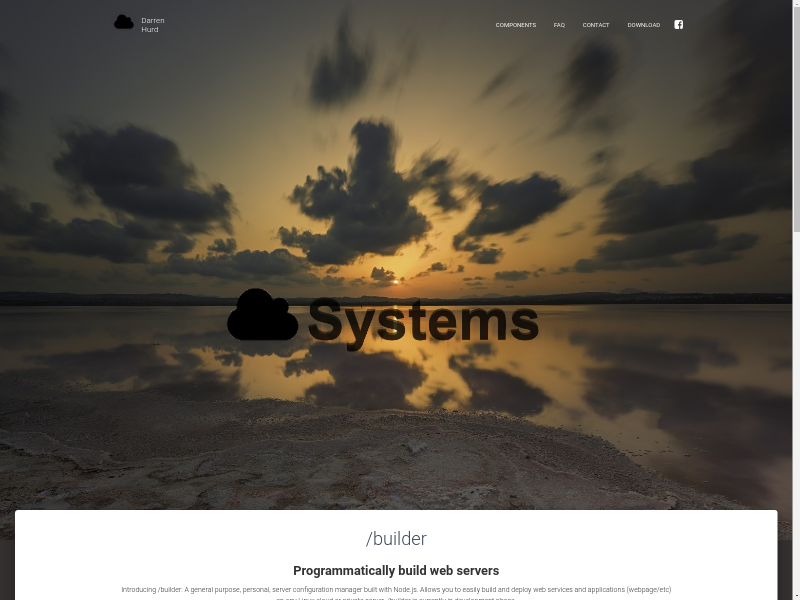 Darren
Hurd
COMPONENTS FAQ CONTACT DOWNLOAD
Systems
/builder
Programmatically build web servers
Introducing /builder: A general purpose, personal, server configuration manager built with Node.js. Allows you to easily build and deploy web services and applications (webpage/etc)